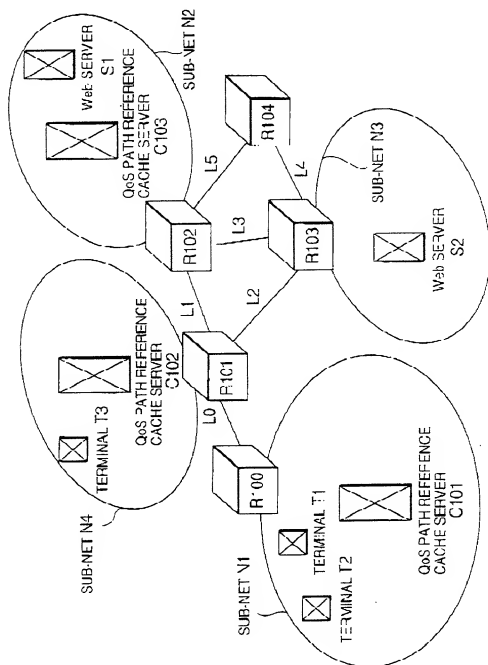 SUB-NET N4
TERMINAL T3
QoS PATH REFERENCE
CACHE SERVER
C102
Web SERVER
S1
QoS PATH REFERENCE
CACHE SERVER
C103
SUB-NET N2
R102
L5
R104
L1
L3
L4
R101
L0
L2
R103
R100
SUB-NET N3
Web SERVER
S2
SUB-NET N1
TERMINAL T1
TERMINAL T2
QoS PATH REFERENCE
CACHE SERVER
C101